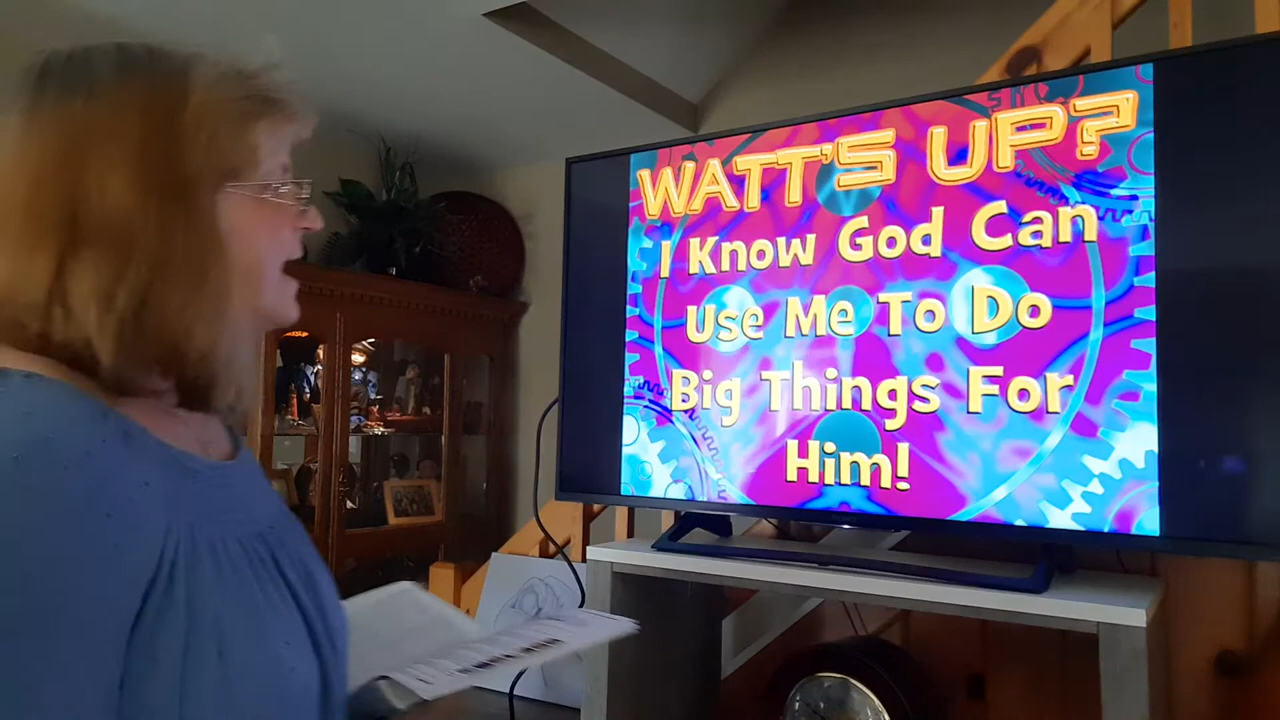 WATT'S UP?
I Know God Can
Use Me To Do
Big Things For
Him!